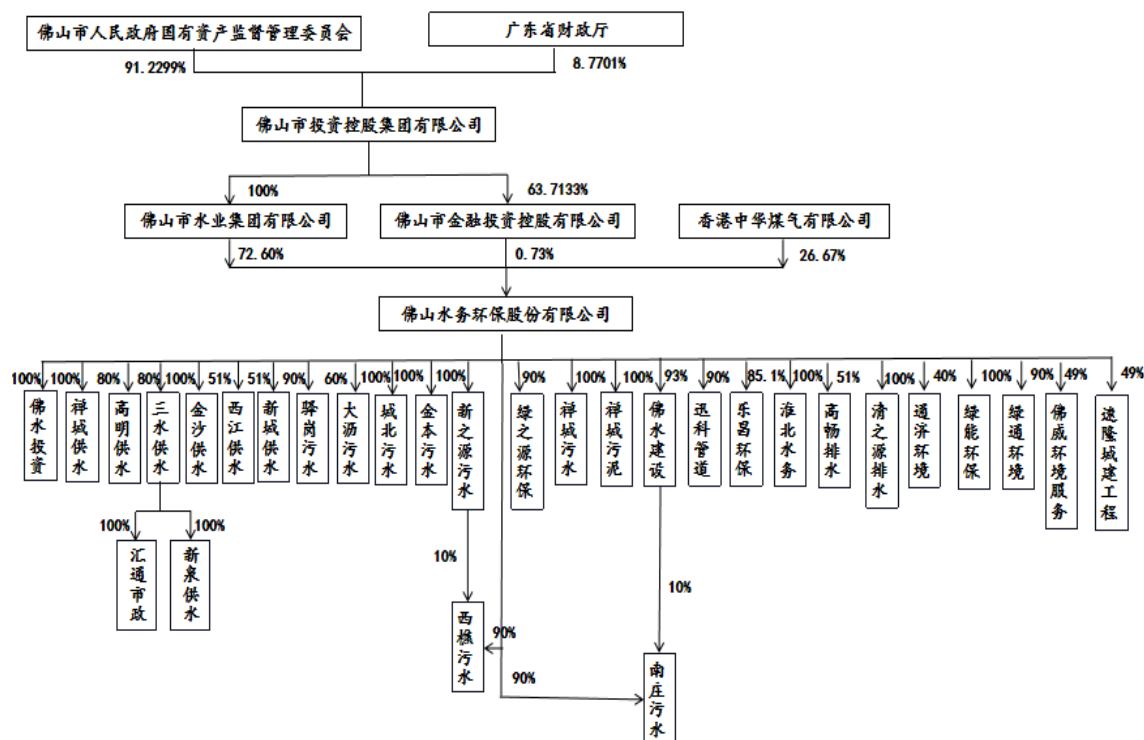 佛山市人民政府国有资产监督管理委员会
广东省财政厅
91.2299%
8.7701%
佛山市投资控股集团有限公司
100%
63.7133%
佛山市水业集团有限公司
佛山市金融投资控股有限公司
香港中华煤气有限公司
72.60%
0.73%
26.67%
佛山水务环保股份有限公司
100%
100%
80%
80%
100%
51%
51%
90%
60%
100%
100%
100%
90%
100%
100%
93%
90%
85.1%
100%
51%
100%
40%
100%
90%
49%
49%
佛水投资
禅城供水
高明供水
三水供水
金沙供水
西江供水
新城供水
驿岗污水
大沥污水
城北污水
金本污水
新之源污水
绿之源环保
禅城污水
禅城污泥
佛水建设
迅科管道
乐昌环保
淮北水务
高畅排水
清之源排水
通济环境
绿能环保
绿通环境
佛威环境服务
逸隆城建工程
100%
100%
汇通市政
新泉供水
10%
10%
西樵污水
90%
90%
南庄污水